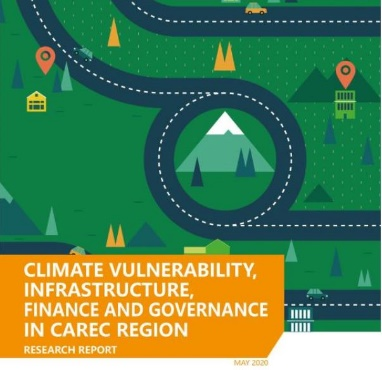 CLIMATE VULNERABILITY,
INFRASTRUCTURE,
FINANCE AND GOVERNANCE
IN CAREC REGION
RESEARCH REPORT
MAY 2020